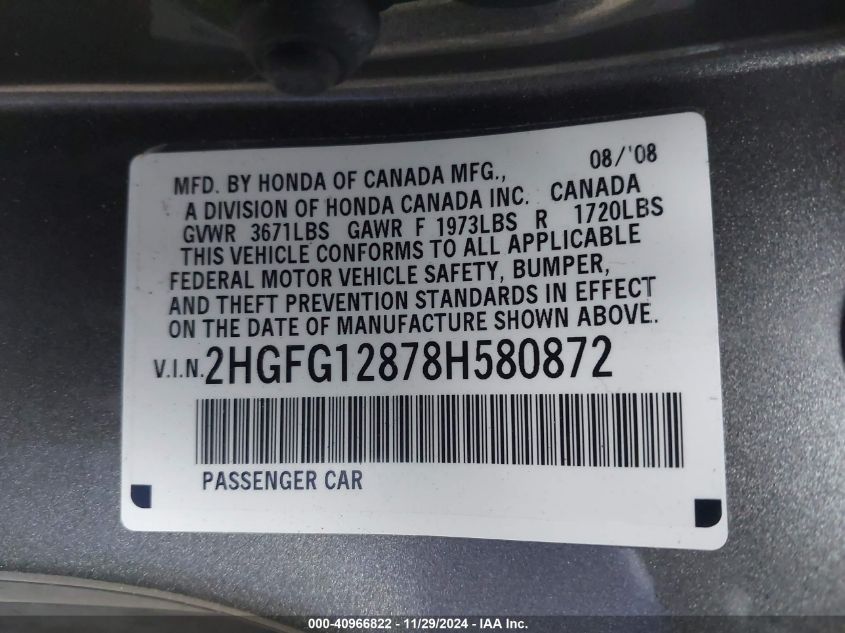 08/'08
MFD. BY HONDA OF CANADA MFG.,
A DIVISION OF HONDA CANADA INC. CANADA
GVWR 3671LBS GAWR F 1973LBS R 1720LBS
THIS VEHICLE CONFORMS TO ALL APPLICABLE
FEDERAL MOTOR VEHICLE SAFETY, BUMPER,
AND THEFT PREVENTION STANDARDS IN EFFECT
ON THE DATE OF MANUFACTURE SHOWN ABOVE.
V.I.N. 2HGFG12878H580872
PASSENGER CAR
© - 40966822 - 11/29/2024 - IAA Inc.